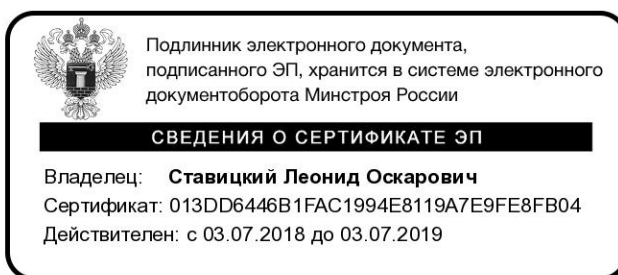 Подлинник электронного документа,
подписанного ЭП, хранится в системе электронного
документоборота Минстроя России
СВЕДЕНИЯ О СЕРТИФИКАТЕ ЭП
Владелец: Ставицкий Леонид Оскарович
Сертификат: 013DD6446B1FAC1994E8119A7E9FE8FB04
Действителен: с 03.07.2018 до 03.07.2019